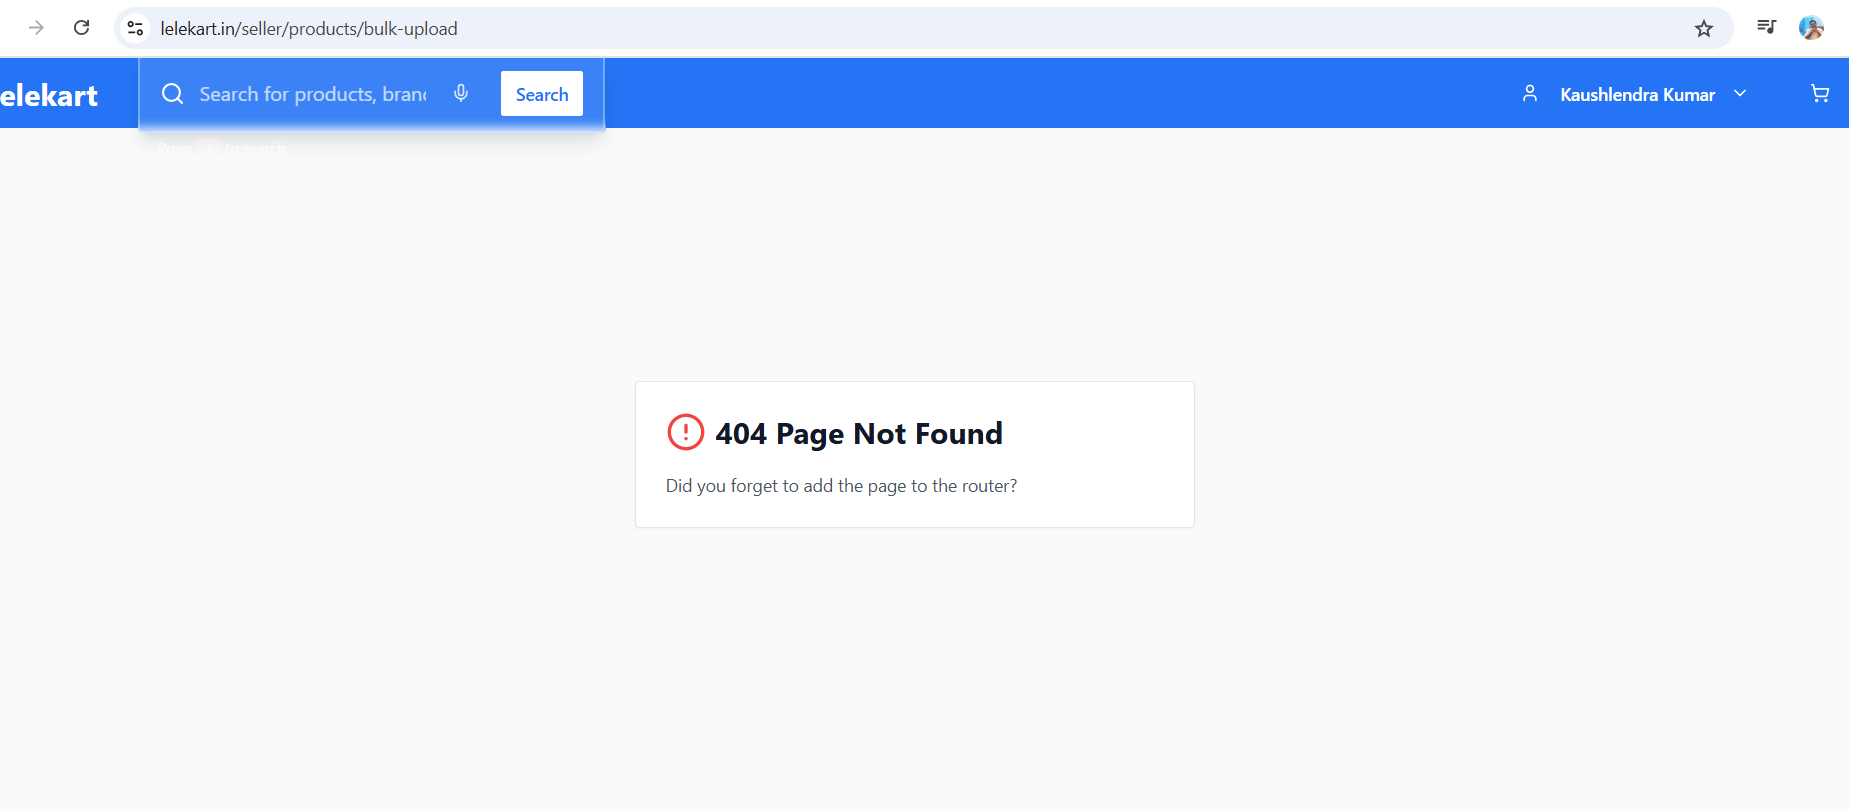 lelekart.in/seller/products/bulk-upload
elekart
Search for products, bran
Search
Kaushlendra Kumar
Press / to search
404 Page Not Found
Did you forget to add the page to the router?